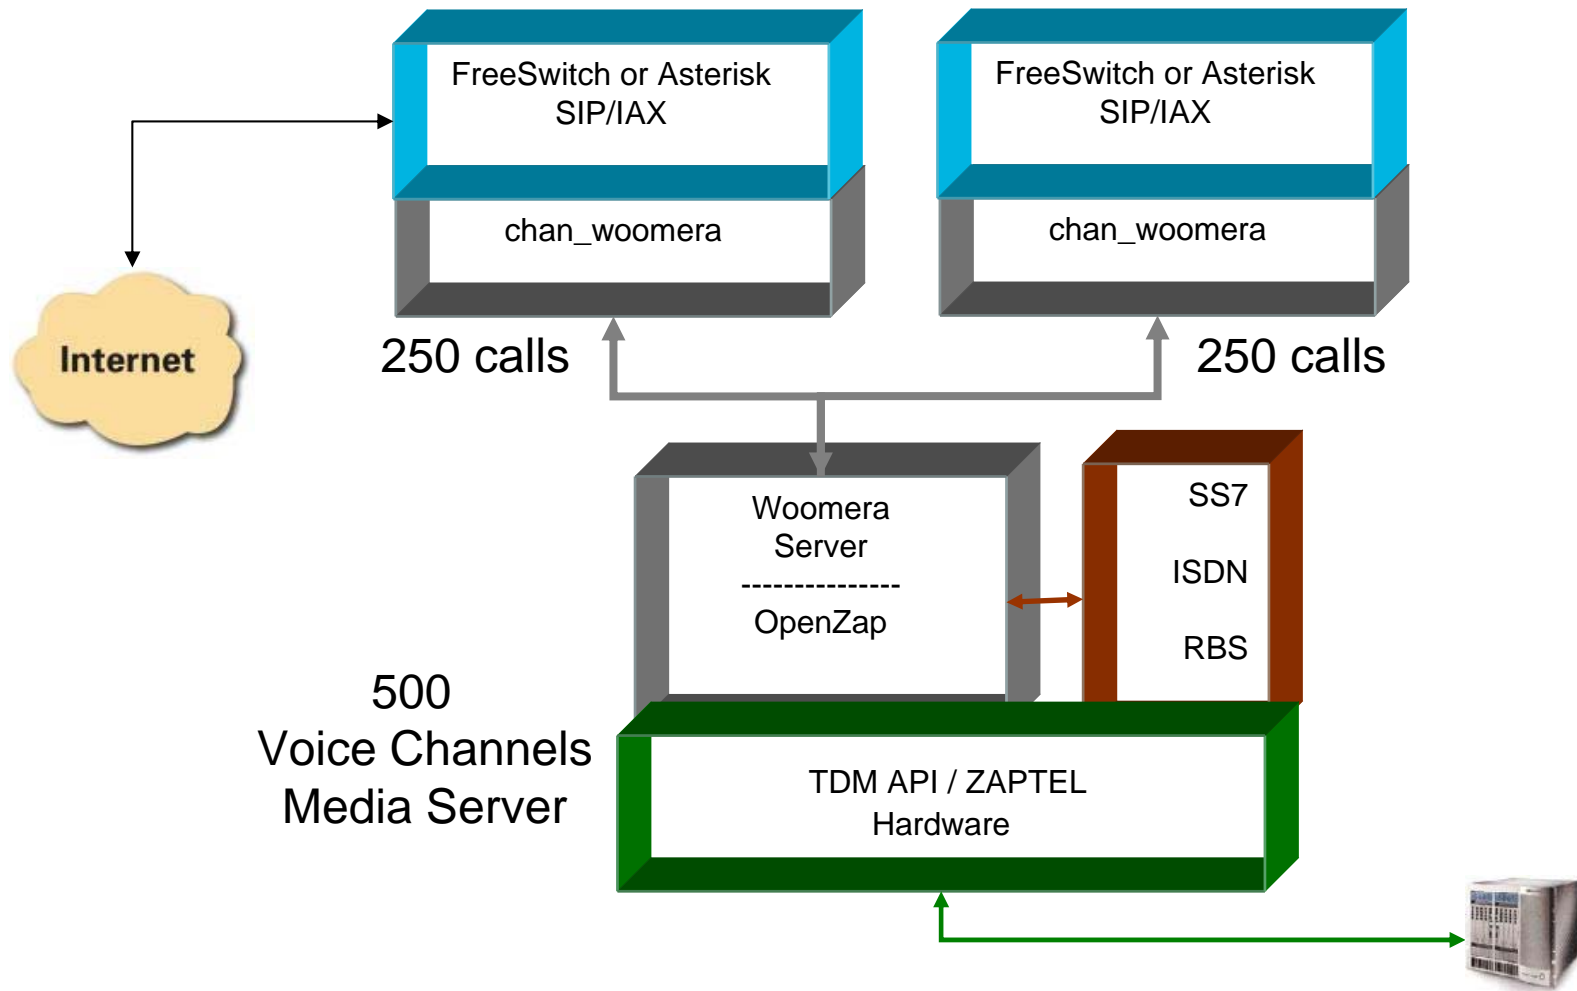 FreeSwitch or Asterisk
SIP/IAX
FreeSwitch or Asterisk
SIP/IAX
chan_woomera
chan_woomera
Internet
250 calls
250 calls
Woomera
Server
---------------
OpenZap
SS7
ISDN
RBS
500
Voice Channels
Media Server
TDM API / ZAPTEL
Hardware